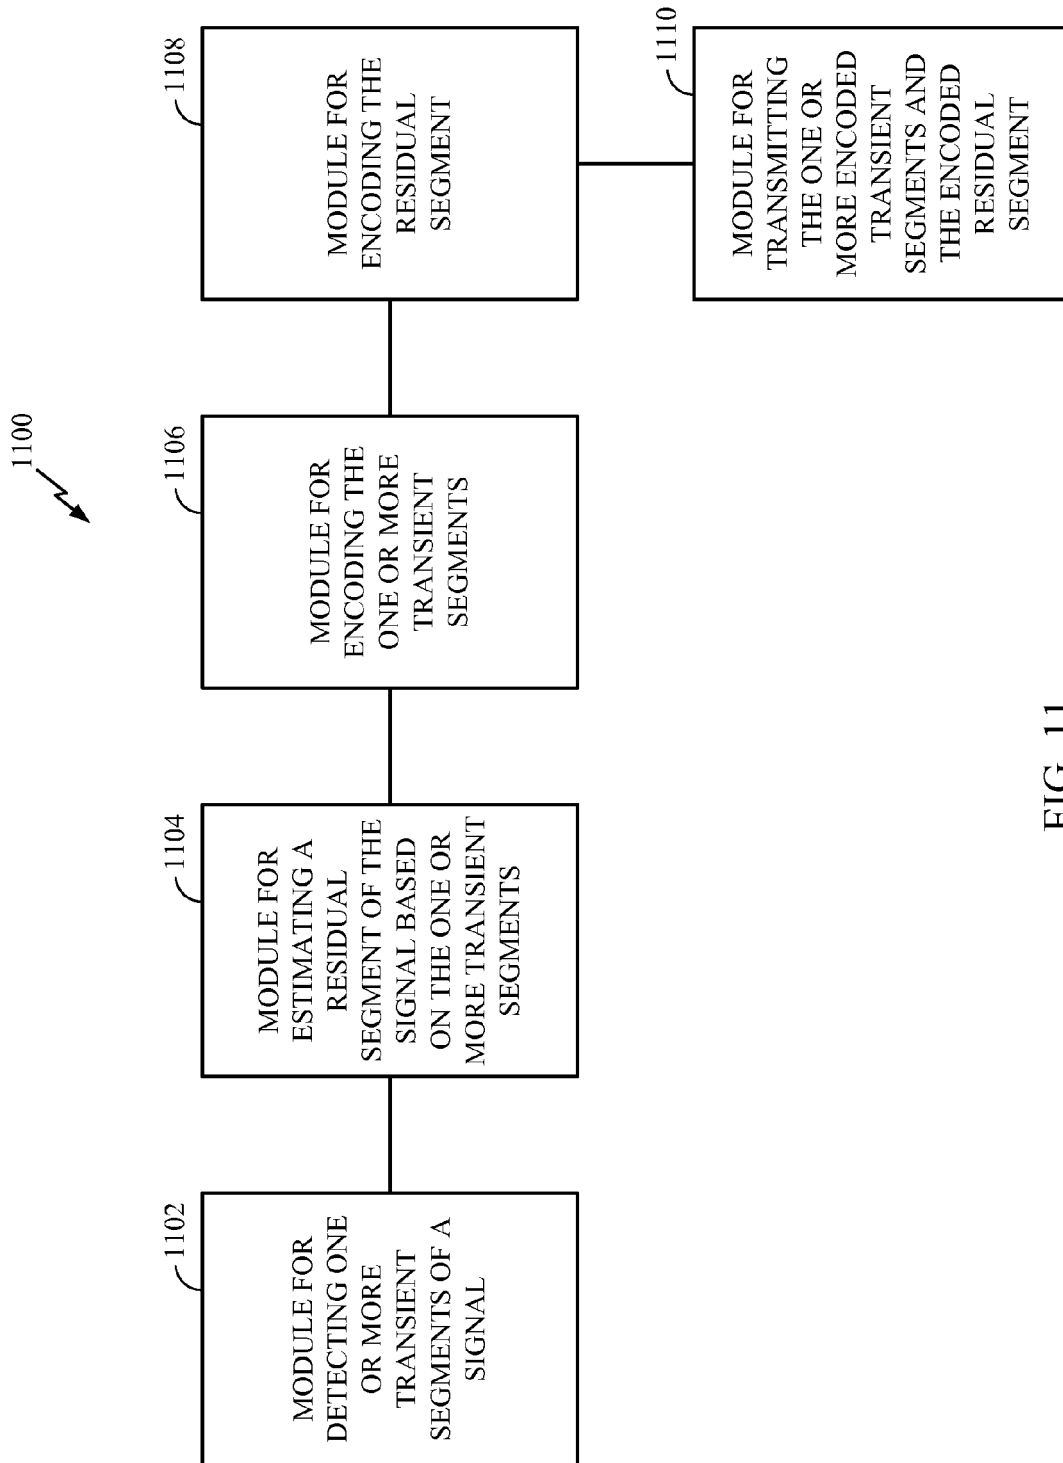 1100
1102
MODULE FOR
DETECTING ONE
OR MORE
TRANSIENT
SEGMENTS OF A
SIGNAL
1104
MODULE FOR
ESTIMATING A
RESIDUAL
SEGMENT OF THE
SIGNAL BASED
ON THE ONE OR
MORE TRANSIENT
SEGMENTS
1106
MODULE FOR
ENCODING THE
ONE OR MORE
TRANSIENT
SEGMENTS
1108
MODULE FOR
ENCODING THE
RESIDUAL
SEGMENT
1110
MODULE FOR
TRANSMITTING
THE ONE OR
MORE ENCODED
TRANSIENT
SEGMENTS AND
THE ENCODED
RESIDUAL
SEGMENT
FIG. 11